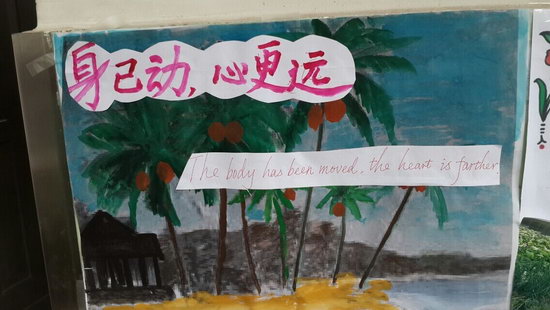 身已动,心更远
The body has been moved. the heart is farther.